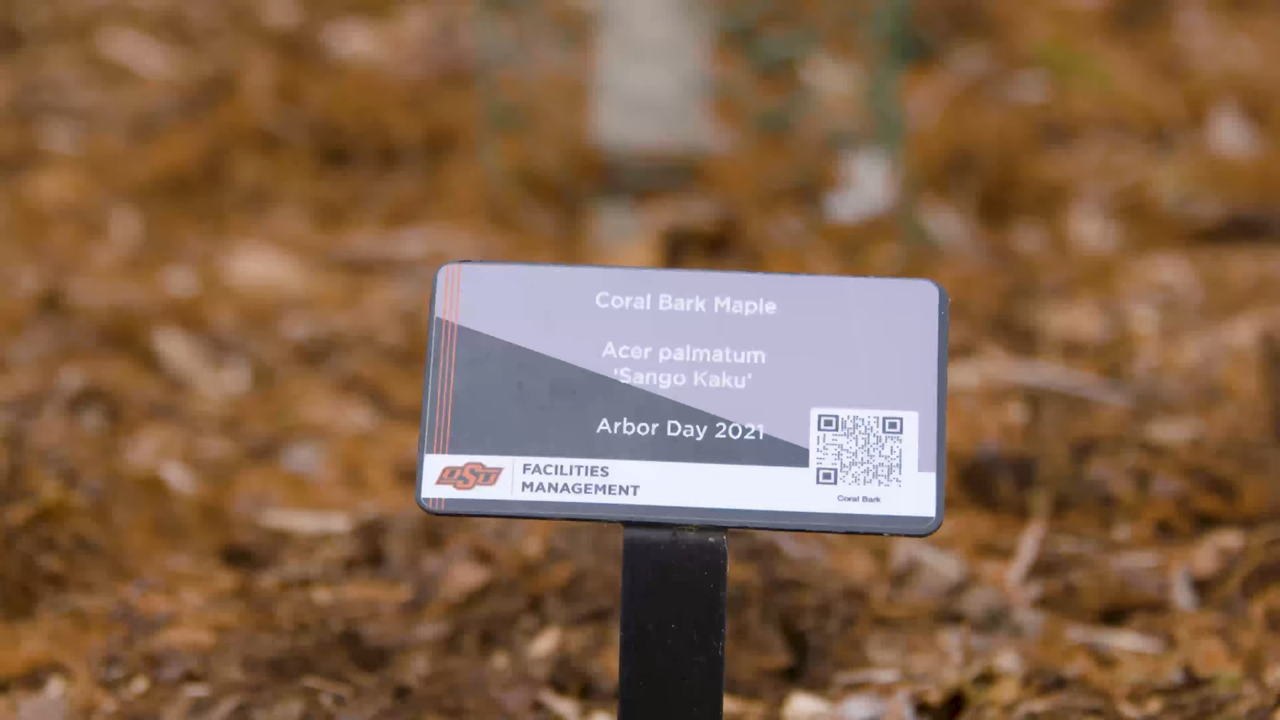 Coral Bark Maple
Acer palmatum
'Sango Kaku'
Arbor Day 2021
OSU
FACILITIES
MANAGEMENT
Coral Bark